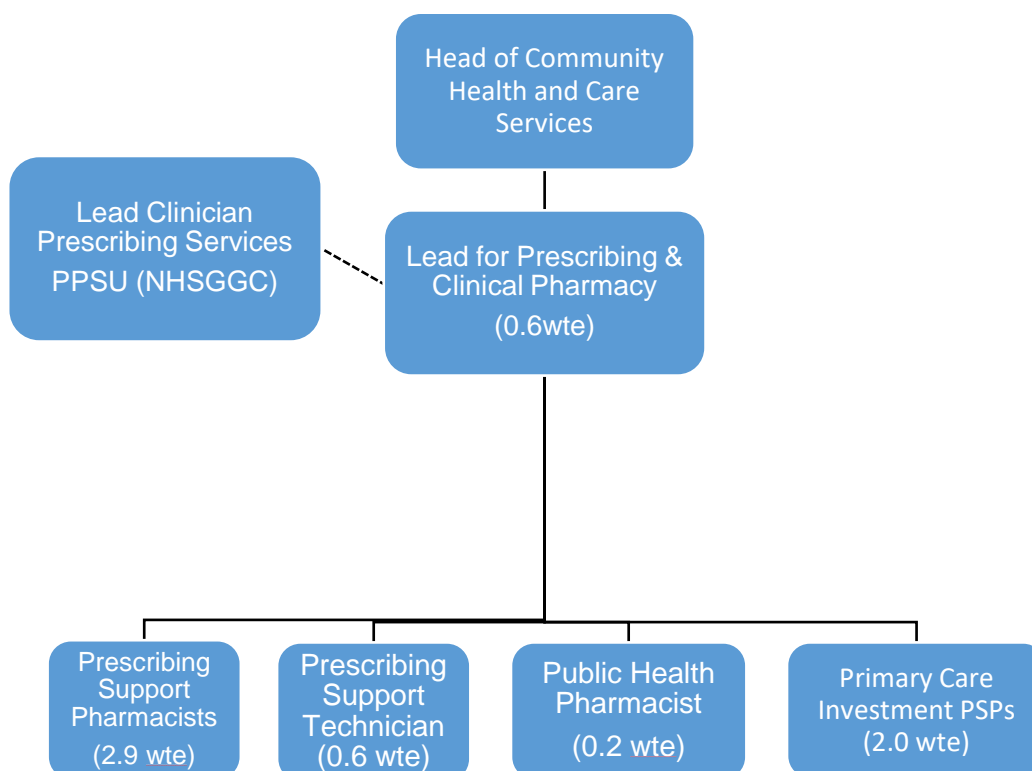 Head of Community
Health and Care
Services
Lead Clinician
Prescribing Services
PPSU (NHSGGC)
Lead for Prescribing &
Clinical Pharmacy
(0.6wte)
Prescribing
Support
Pharmacists
(2.9 wte)
Prescribing
Support
Technician
(0.6 wte)
Public Health
Pharmacist
(0.2 wte)
Primary Care
Investment PSPs
(2.0 wte)